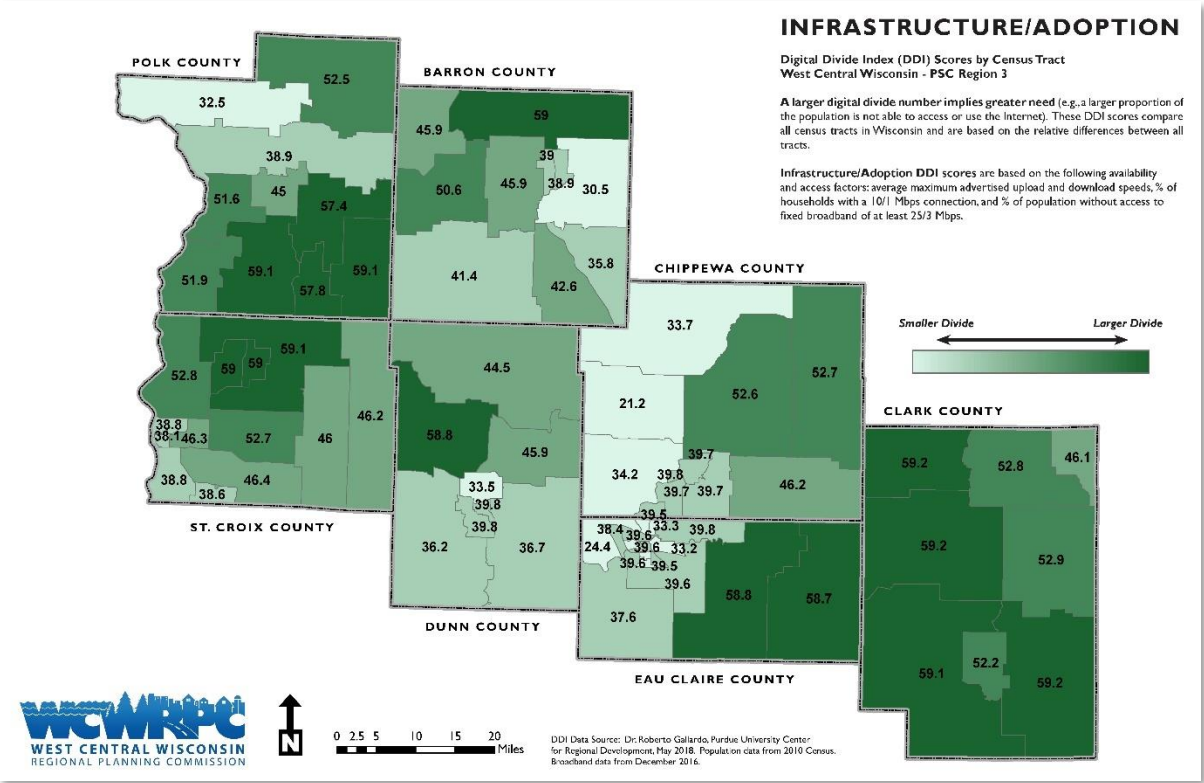 INFRASTRUCTURE/ADOPTION
Digital Divide Index (DDI) Scores by Census Tract
West Central Wisconsin - PSC Region 3
A larger digital divide number implies greater need (e.g., a larger proportion of
the population is not able to access or use the Internet). These DDI scores compare
all census tracts in Wisconsin and are based on the relative differences between all
tracts.
Infrastructure/Adoption DDI scores are based on the following availability
and access factors: average maximum advertised upload and download speeds, % of
households with a 10/1 Mbps connection, and % of population without access to
fixed broadband of at least 25/3 Mbps.
Smaller Divide
Larger Divide
POLK COUNTY
52.5
32.5
38.9
51.6
45
57.4
51.9
59.1
57.8
59.1
BARRON COUNTY
45.9
59
50.6
45.9
39
38.9
30.5
41.4
42.6
35.8
CHIPPEWA COUNTY
33.7
52.7
52.6
21.2
34.2
39.7
39.8
39.7
39.7
46.2
39.5
ST. CROIX COUNTY
52.8
59
59
59.1
46.2
38.8
38.1
46.3
52.7
46
38.8
38.6
46.4
DUNN COUNTY
44.5
58.8
45.9
33.5
39.8
39.8
36.2
36.7
EAU CLAIRE COUNTY
38.4
33.3
39.8
39.6
24.4
39.6
33.2
39.6
39.5
39.6
37.6
58.8
58.7
CLARK COUNTY
59.2
52.8
46.1
59.2
52.9
59.1
52.2
59.2
WCWRPC
WEST CENTRAL WISCONSIN
REGIONAL PLANNING COMMISSION
N
0 2.5 5 10 15 20
Miles
DDI Data Source: Dr. Roberto Gallardo, Purdue University Center
for Regional Development, May 2018. Population data from 2010 Census.
Broadband data from December 2016.